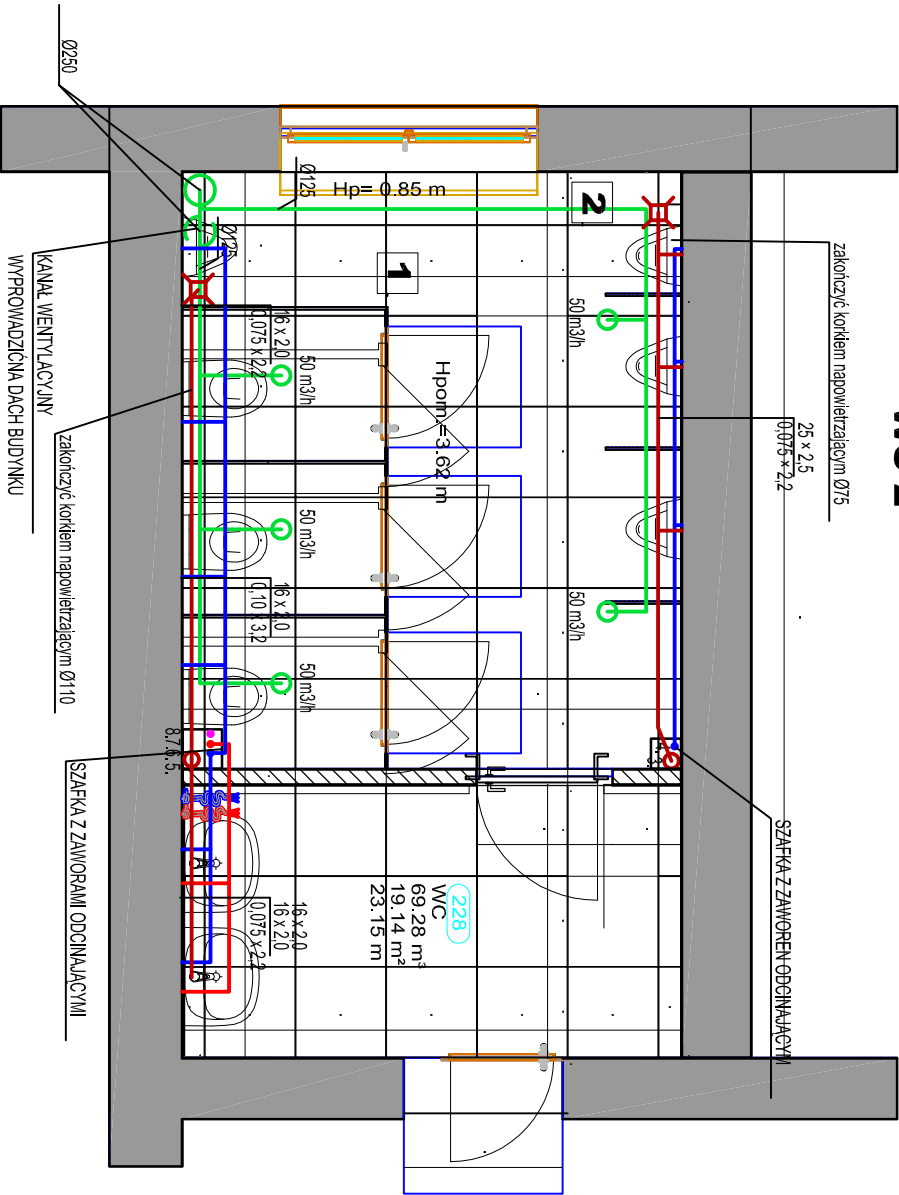 Ø250
KANAŁ WENTYLACYJNY
WYPROWADZIĆ NA DACH BUDYNKU
zakończyć korkiem napowietrzającym Ø110
SZAFKA Z ZAWORAMI ODCINAJĄCYMI
Ø125
Ø125
Hp= 0.85 m
2
1
zakończyć korkiem napowietrzającym Ø75
25 x 2,5
0,075 x 2,2
SZAFKA Z ZAWOREN ODCINAJĄCYM
50 m3/h
50 m3/h
Hpom.=3.62 m
16 x 2,0
0,075 x 2,2
50 m3/h
50 m3/h
16 x 2,0
0,10 x 3,2
50 m3/h
8.7.6.5.
4.3.
228
WC
69.28 m³
19.14 m²
23.15 m
16 x 2,0
16 x 2,0
0,075 x 2,2